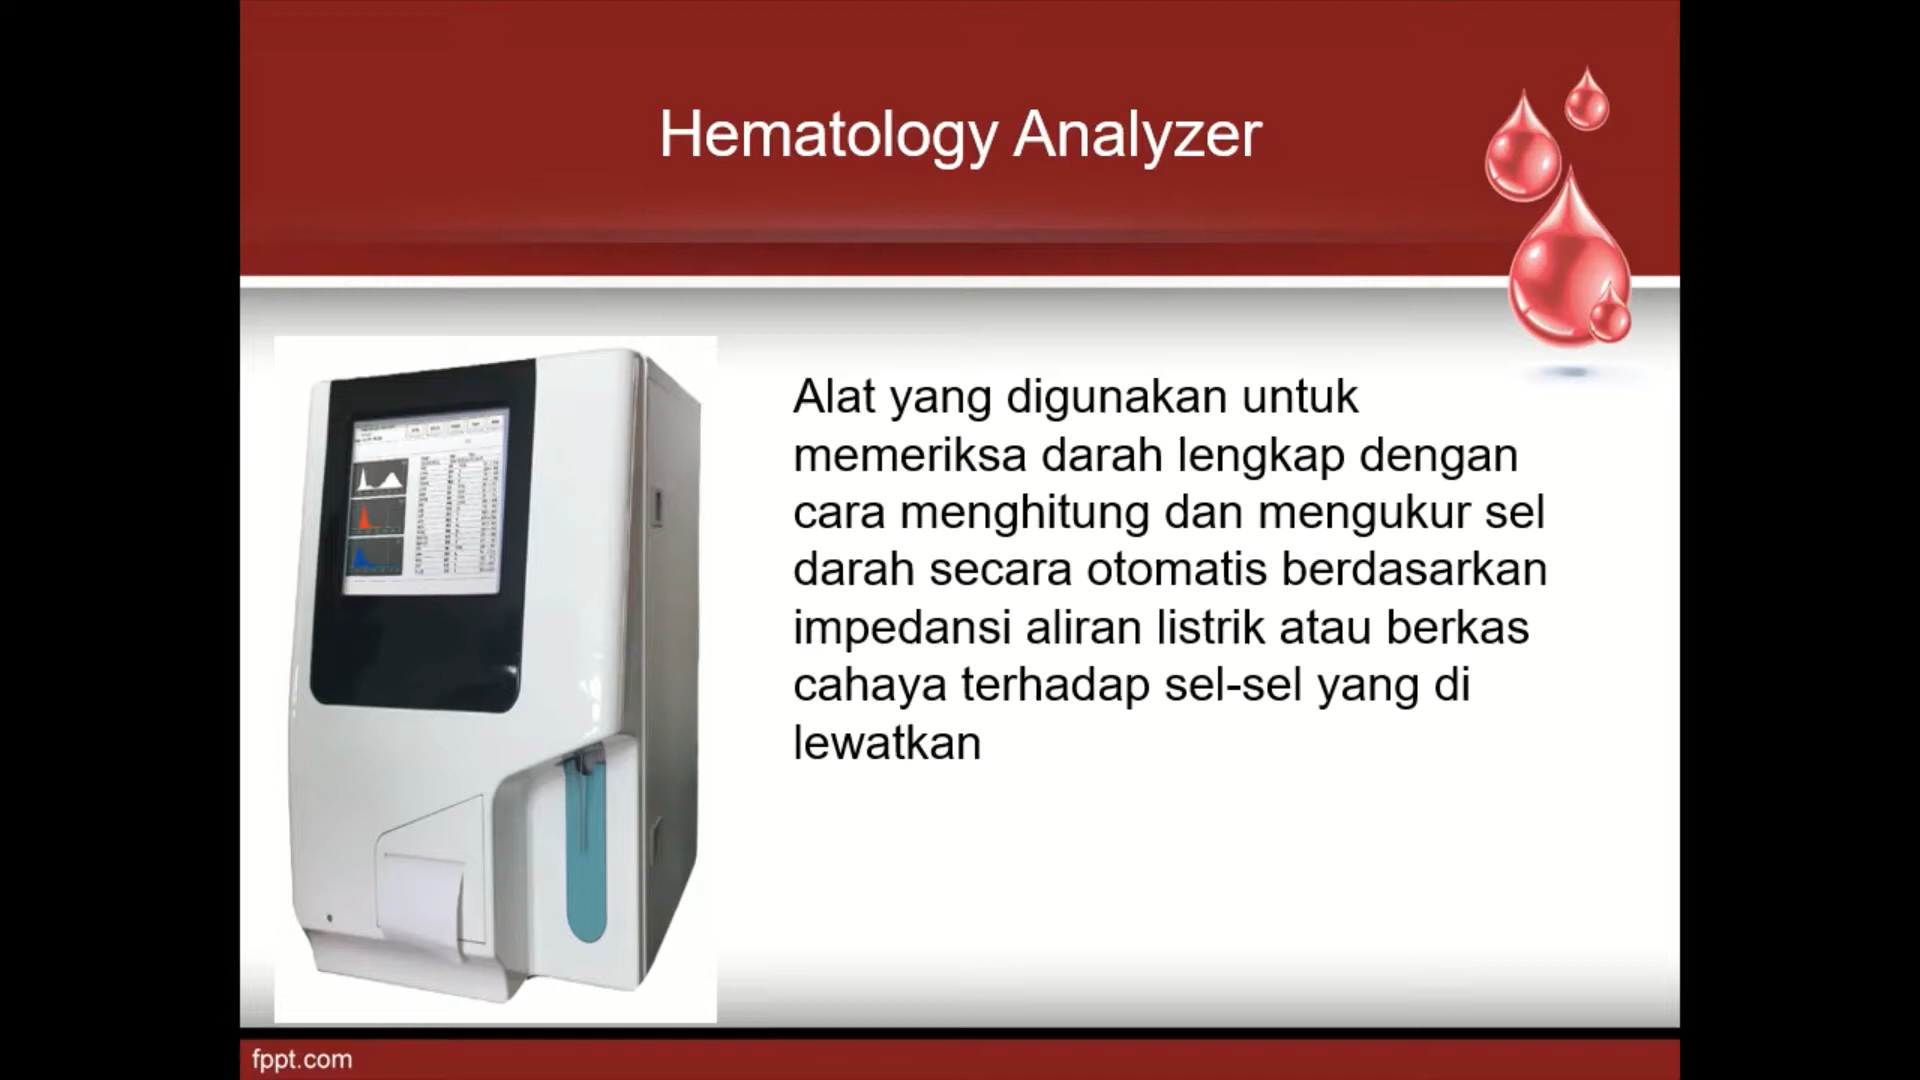 Hematology Analyzer
Alat yang digunakan untuk
memeriksa darah lengkap dengan
cara menghitung dan mengukur sel
darah secara otomatis berdasarkan
impedansi aliran listrik atau berkas
cahaya terhadap sel-sel yang di
lewatkan
fppt.com